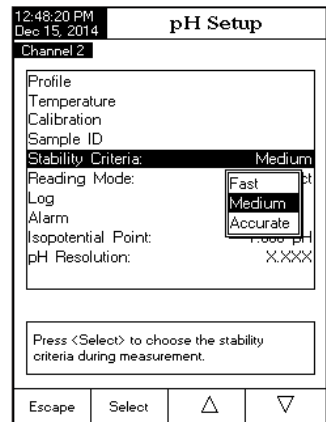 12:48:20 PM
Dec 15, 2014
pH Setup
Channel 2
Profile
Temperature
Calibration
Sample ID
Stability Criteria: Medium
Reading Mode:
Log
Alarm
Isopotential Point: pH
pH Resolution: X.XXX
Fast
Medium
Accurate
Press <Select> to choose the stability
criteria during measurement.
Escape Select